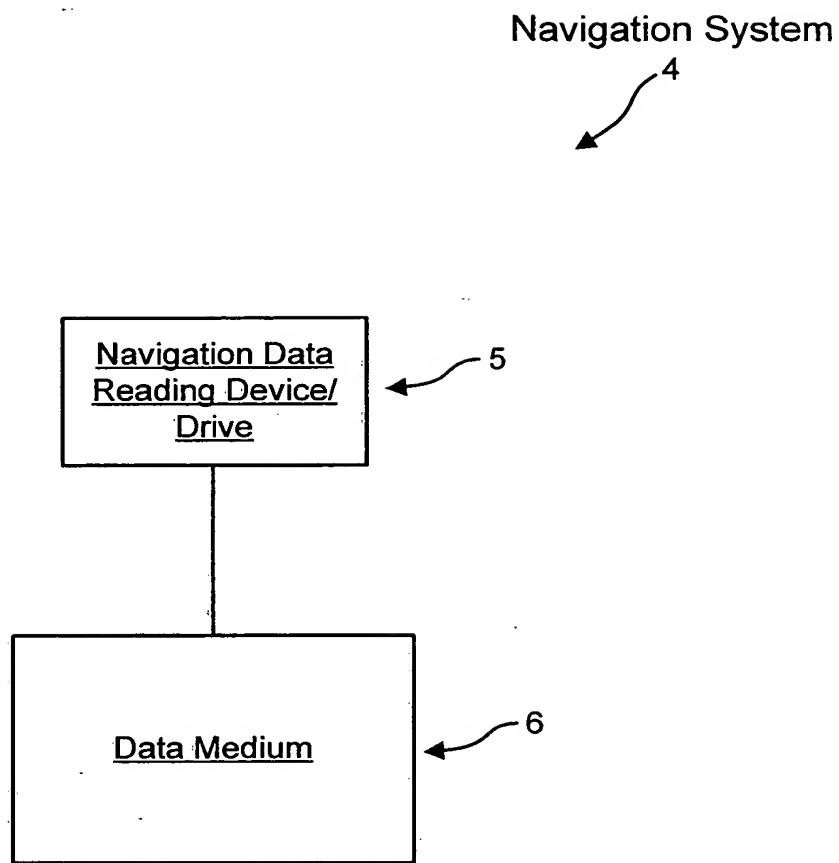 Navigation System
4
Navigation Data
Reading Device/
Drive
5
Data Medium
6